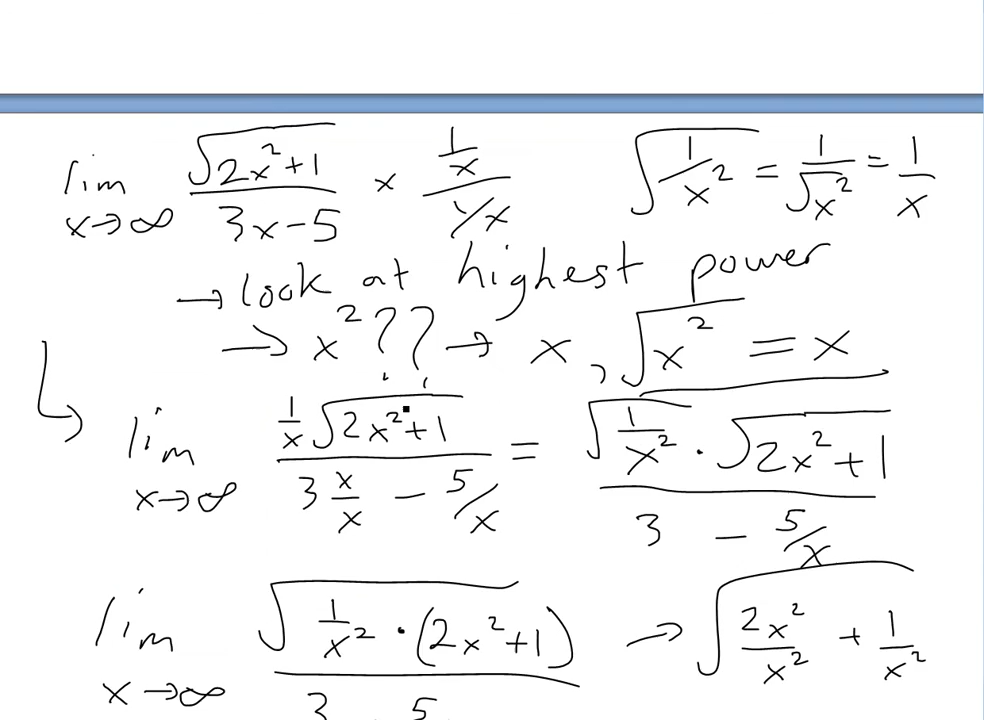 lim x→∞ √(2x²+1) / (3x-5) × (1/x) / (1/x)   √(1/x²) = 1/√x² = 1/x
→ look at highest power
→ x² ?? → x , √x² = x
↳ lim x→∞ (1/x √(2x²+1)) / (3 x/x - 5/x) = (√(1/x²) · √(2x²+1)) / (3 - 5/x)
lim x→∞ √(1/x² · (2x²+1)) / (3 5   → √(2x²/x² + 1/x²)